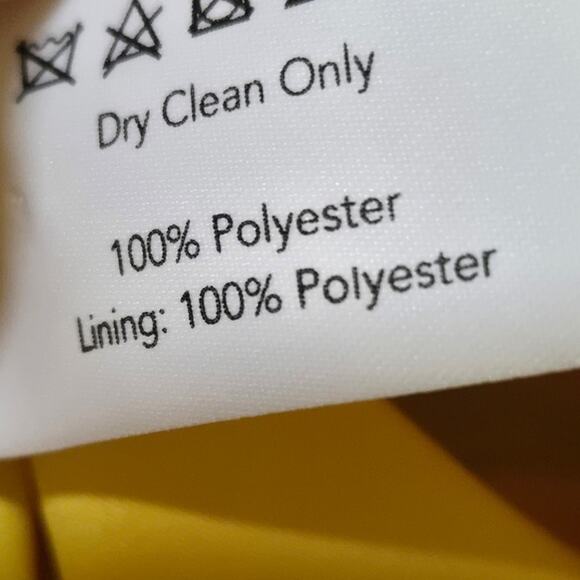 Dry Clean Only
100% Polyester
Lining: 100% Polyester